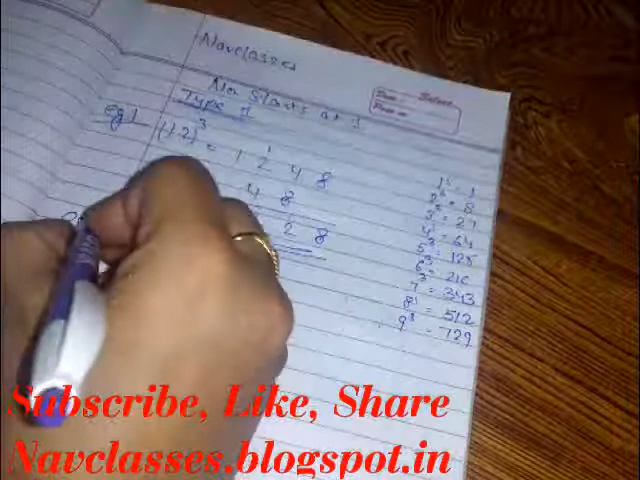 Navclasses
Nor Starts at 1
Type I
eg 1 (12)³ = 1 2 4 8
4 8
2 8
1³ = 1
2³ = 8
3³ = 27
4³ = 64
5³ = 125
6³ = 216
7³ = 343
8³ = 512
9³ = 729
Subscribe, Like, Share
Navclasses.blogspot.in